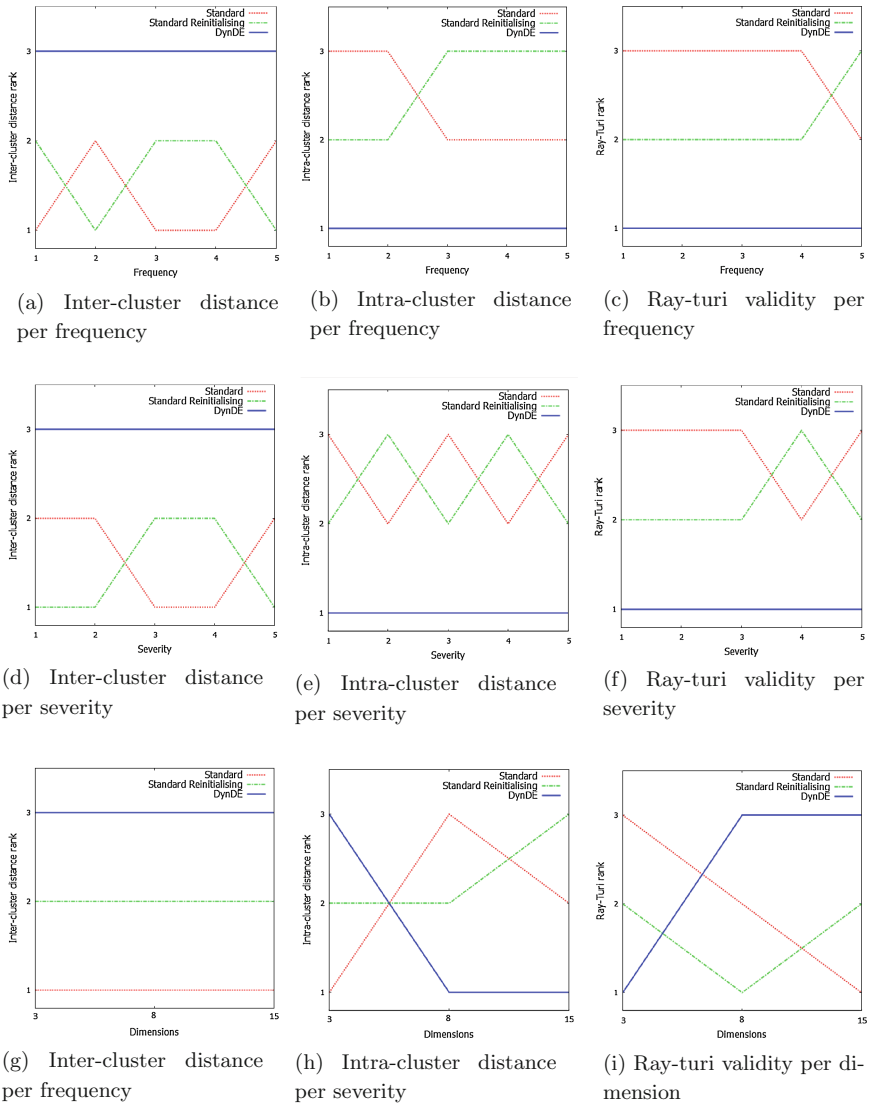 Standard
Standard Reinitialising
DynDE
Inter-cluster distance rank
3
2
1
1 2 3 4 5
Frequency
(a) Inter-cluster distance
per frequency
Standard
Standard Reinitialising
DynDE
Intra-cluster distance rank
3
2
1
1 2 3 4 5
Frequency
(b) Intra-cluster distance
per frequency
Standard
Standard Reinitialising
DynDE
Ray-Turi rank
3
2
1
1 2 3 4 5
Frequency
(c) Ray-turi validity per
frequency
Standard
Standard Reinitialising
DynDE
Inter-cluster distance rank
3
2
1
1 2 3 4 5
Severity
(d) Inter-cluster distance
per severity
Standard
Standard Reinitialising
DynDE
Intra-cluster distance rank
3
2
1
1 2 3 4 5
Severity
(e) Intra-cluster distance
per severity
Standard
Standard Reinitialising
DynDE
Ray-Turi rank
3
2
1
1 2 3 4 5
Severity
(f) Ray-turi validity per
severity
Standard
Standard Reinitialising
DynDE
Inter-cluster distance rank
3
2
1
3 8 15
Dimensions
(g) Inter-cluster distance
per frequency
Standard
Standard Reinitialising
DynDE
Intra-cluster distance rank
3
2
1
3 8 15
Dimensions
(h) Intra-cluster distance
per severity
Standard
Standard Reinitialising
DynDE
Ray-Turi rank
3
2
1
3 8 15
Dimensions
(i) Ray-turi validity per di-
mension